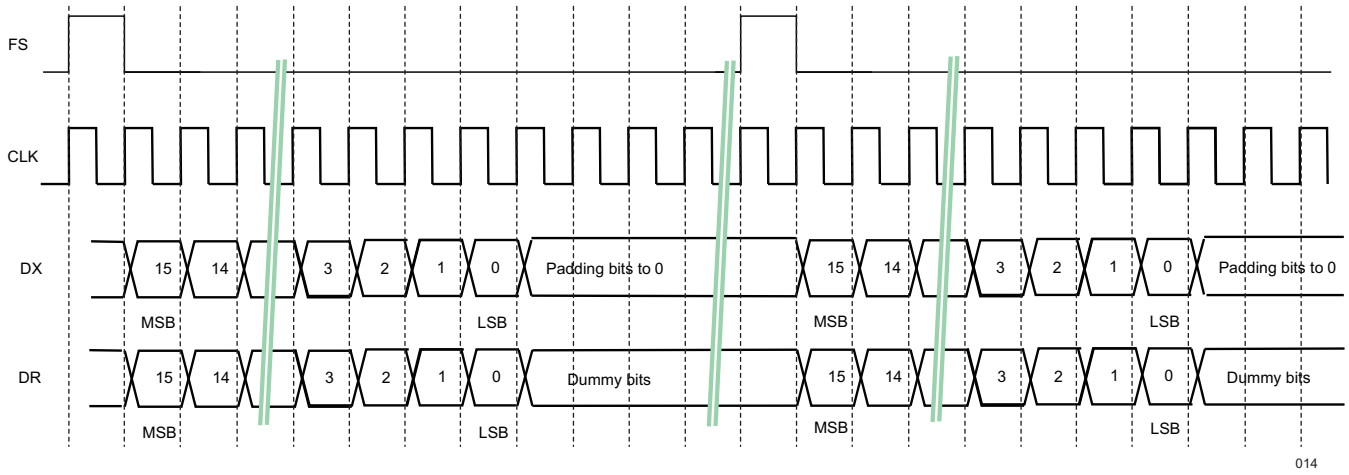 FS
CLK
DX 15 14 3 2 1 0 Padding bits to 0 15 14 3 2 1 0 Padding bits to 0
MSB LSB MSB LSB
DR 15 14 3 2 1 0 Dummy bits 15 14 3 2 1 0 Dummy bits
MSB LSB MSB LSB
014